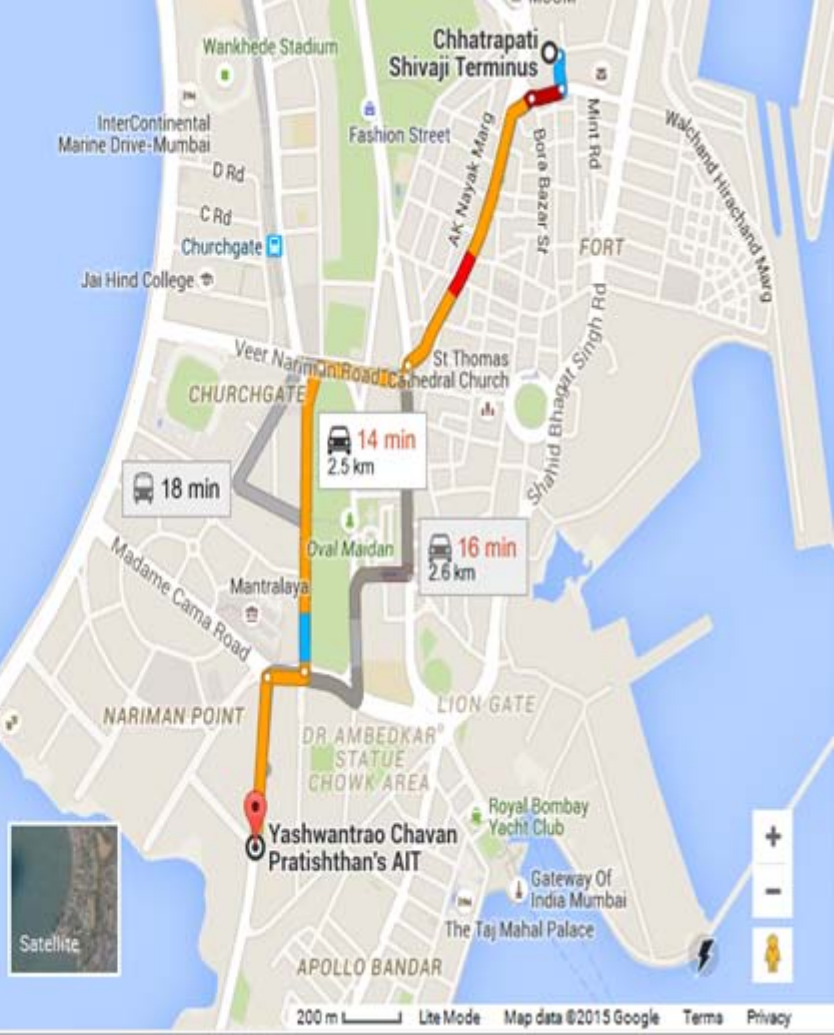 Wankhede Stadium
Chhatrapati
Shivaji Terminus
InterContinental
Marine Drive-Mumbai
Fashion Street
AK Nayak Marg
Bora Bazar St
Mint Rd
Walchand Hirachand Marg
D Rd
C Rd
Churchgate
FORT
Jai Hind College
Veer Nariman Road
St Thomas
Cathedral Church
CHURCHGATE
Shahid Bhagat Singh Rd
14 min
2.5 km
18 min
16 min
2.6 km
Oval Maidan
Madame Cama Road
Mantralaya
NARIMAN POINT
LION GATE
DR AMBEDKAR
STATUE
CHOWK AREA
Royal Bombay
Yacht Club
Yashwantrao Chavan
Pratishthan's AIT
Gateway Of
India Mumbai
The Taj Mahal Palace
Satellite
APOLLO BANDAR
+
−
200 m
Lite Mode
Map data ©2015 Google
Terms
Privacy